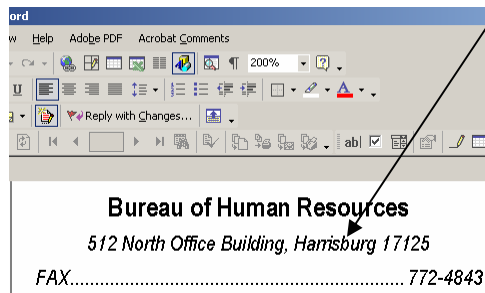 ord
w Help Adobe PDF Acrobat Comments
¶ 200%
U A
Reply with Changes...
ab|
Bureau of Human Resources
512 North Office Building, Harrisburg 17125
FAX.................................................................. 772-4843